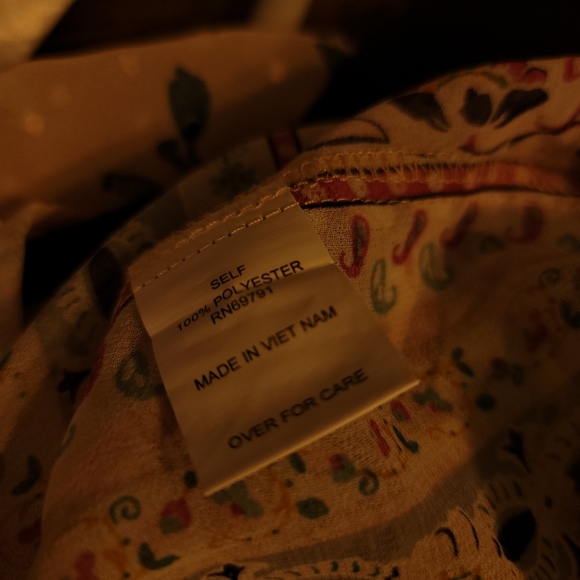 SELF
100% POLYESTER
RN69791
MADE IN VIET NAM
OVER FOR CARE